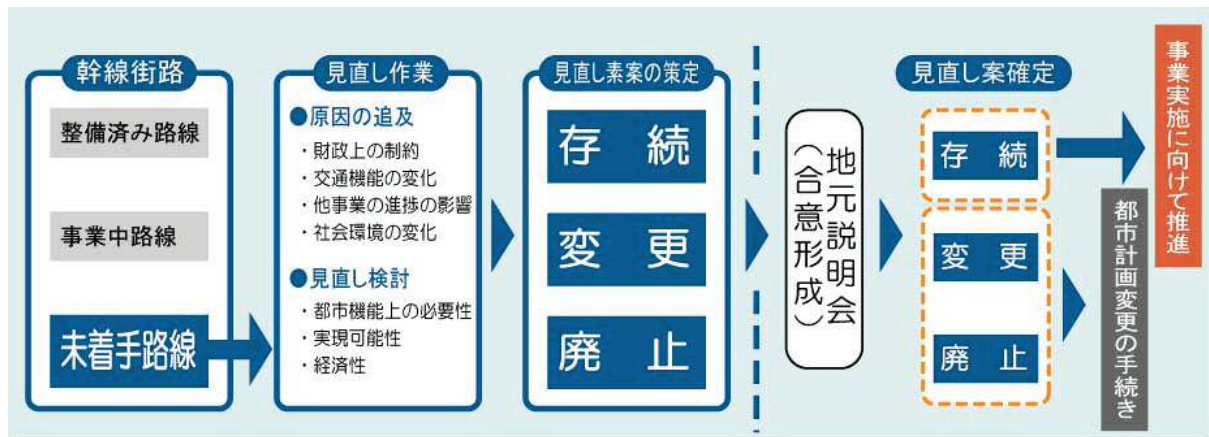 幹線街路
整備済み路線
事業中路線
未着手路線
見直し作業
●原因の追及
・財政上の制約
・交通機能の変化
・他事業の進捗の影響
・社会環境の変化
●見直し検討
・都市機能上の必要性
・実現可能性
・経済性
見直し素案の策定
存 続
変 更
廃 止
地元説明会
（合意形成）
見直し案確定
存 続
変 更
廃 止
事業実施に向けて推進
都市計画変更の手続き